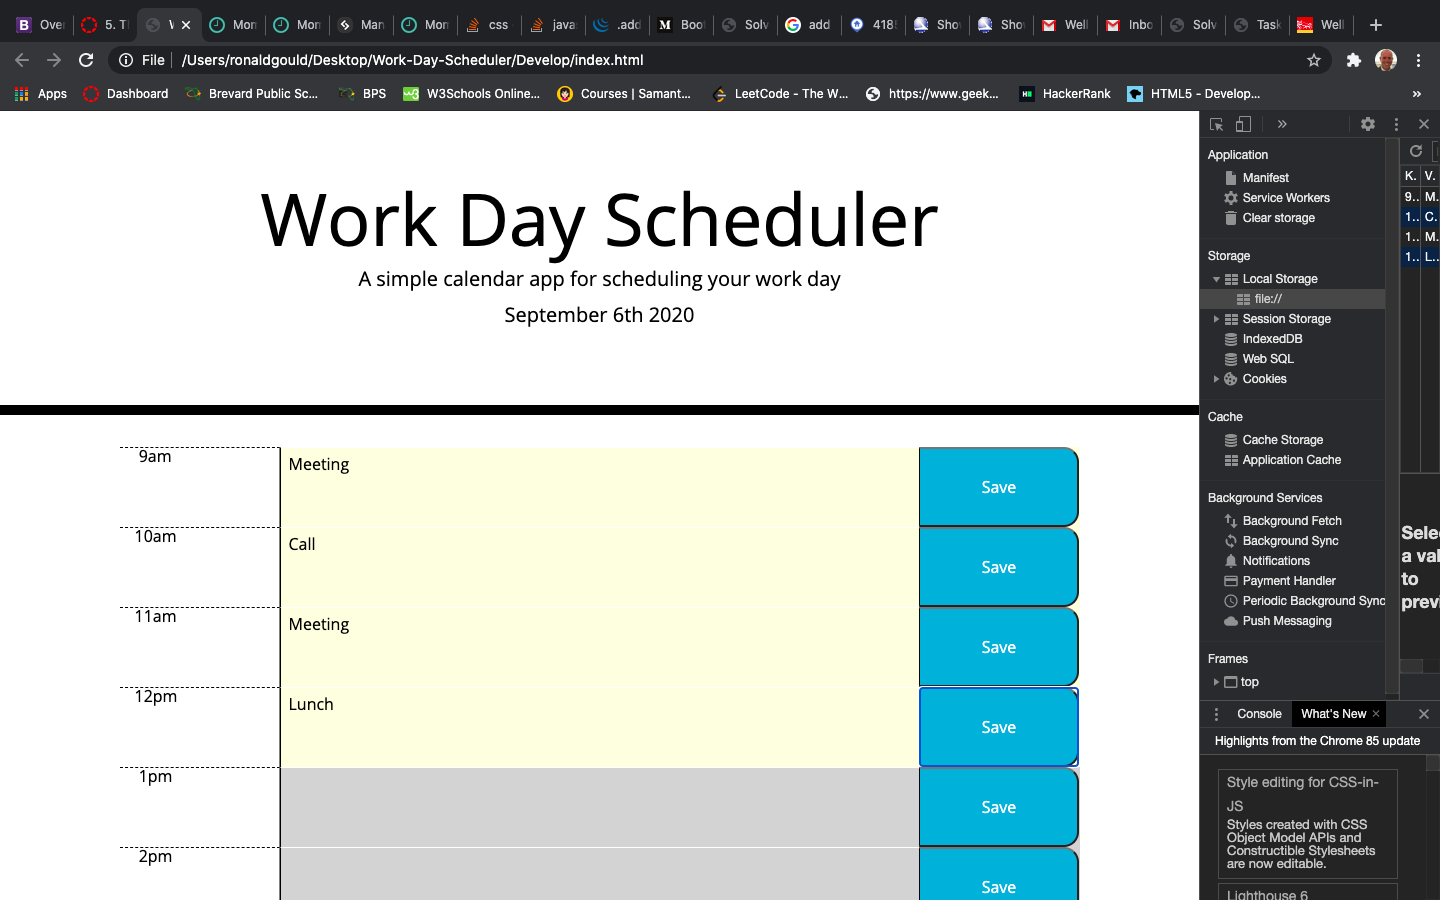 Over 5. T Mom Mom Man Mom css java .add Boo Solv add 418 Sho Sho Well Inbo Solv Task Well
File /Users/ronaldgould/Desktop/Work-Day-Scheduler/Develop/index.html
Apps Dashboard Brevard Public Sc... BPS W3Schools Online... Courses | Samant... LeetCode - The W... https://www.geek... HackerRank HTML5 - Develop... »
Work Day Scheduler
A simple calendar app for scheduling your work day
September 6th 2020
9am Meeting Save
10am Call Save
11am Meeting Save
12pm Lunch Save
1pm Save
2pm Save
Application
Manifest
Service Workers
Clear storage
Storage
Local Storage
file://
Session Storage
IndexedDB
Web SQL
Cookies
Cache
Cache Storage
Application Cache
Background Services
Background Fetch
Background Sync
Notifications
Payment Handler
Periodic Background Sync
Push Messaging
Frames
top
K. V.
9.. M.
1.. C.
1.. M.
1.. L..
Sele
a val
to
previ
Console What's New
Highlights from the Chrome 85 update
Style editing for CSS-in-
JS
Styles created with CSS
Object Model APIs and
Constructible Stylesheets
are now editable.
Lighthouse 6